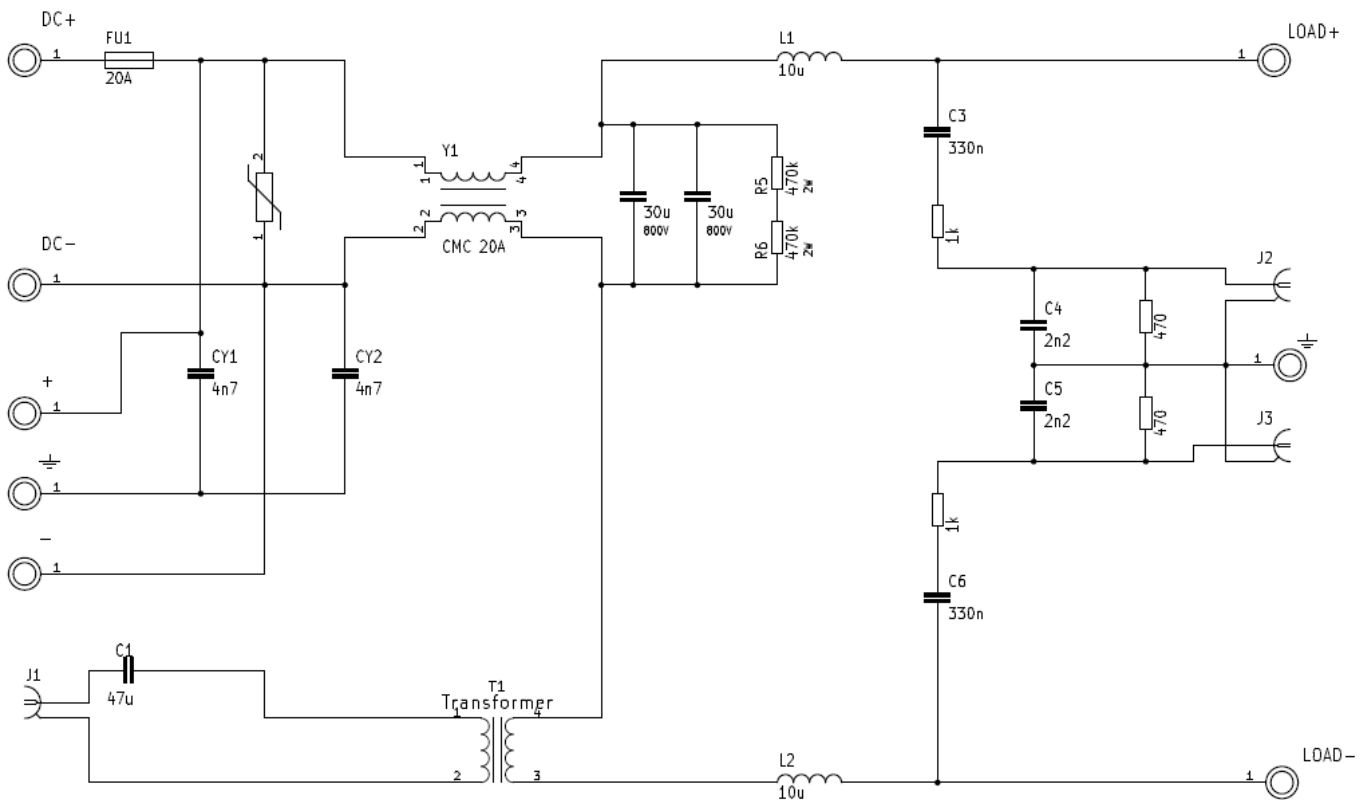 DC+
LOAD+
FU1
L1
1
1
20A
10u
C3
330n
2
Y1
1
4
1
4
R5
470k
2W
30u
800V
30u
800V
1k
2
3
2
3
1
CMC 20A
R6
470k
2W
DC-
1
J2
C4
2n2
470
CY1
4n7
CY2
4n7
1
+
1
C5
2n2
470
J3
1
1k
-
1
C6
330n
C1
J1
47u
T1
Transformer
1
4
2
3
L2
10u
LOAD-
1